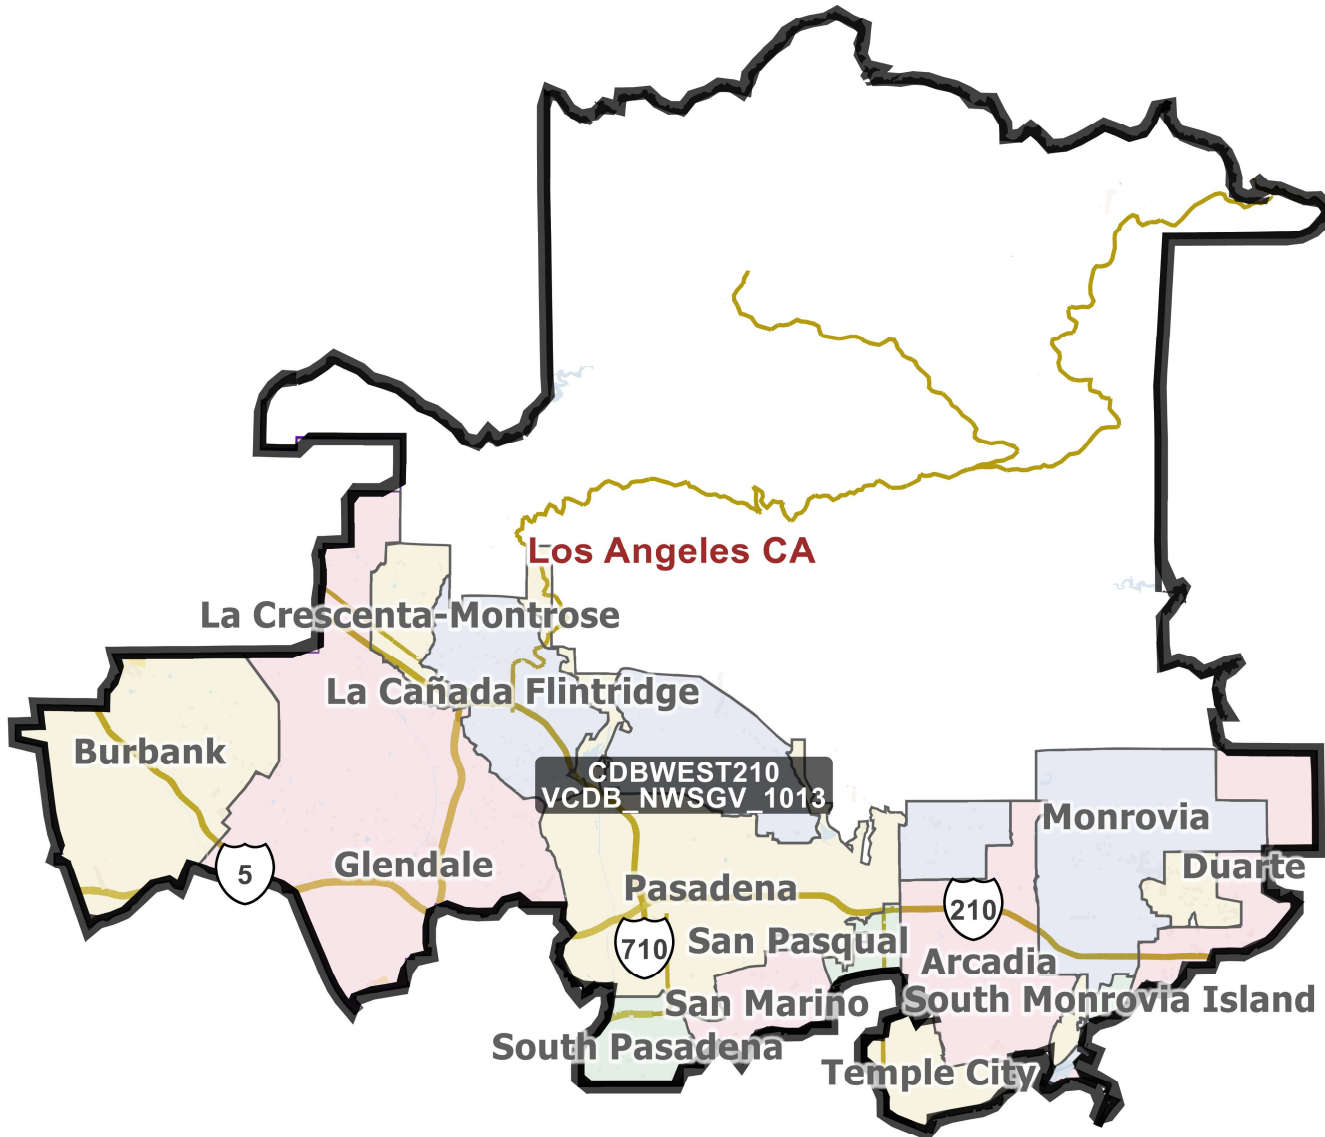 Los Angeles CA
La Crescenta-Montrose
La Cañada Flintridge
Burbank
CDBWEST210
VCDB_NWSGV_1013
Monrovia
Glendale
5
Duarte
Pasadena
210
710
San Pasqual
Arcadia
San Marino
South Monrovia Island
South Pasadena
Temple City